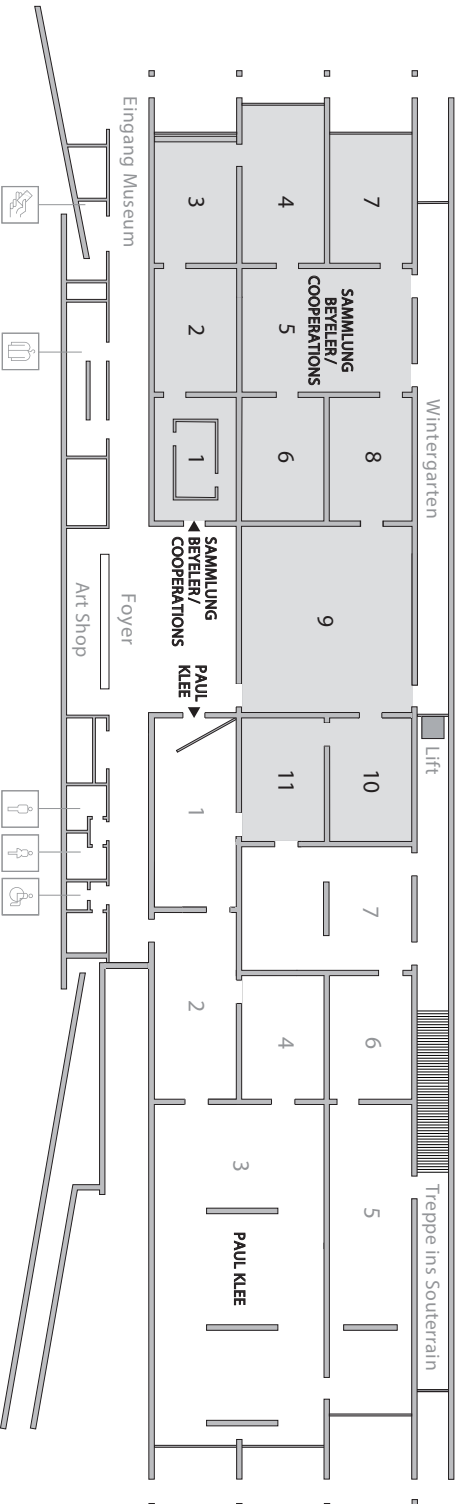 Wintergarten
Lift
Treppe ins Souterrain
7
8
10
7
6
5
SAMMLUNG
BEYELER /
COOPERATIONS
9
4
5
6
11
4
3
PAUL KLEE
3
2
1
SAMMLUNG
BEYELER /
COOPERATIONS
PAUL
KLEE
1
2
Eingang Museum
Foyer
Art Shop